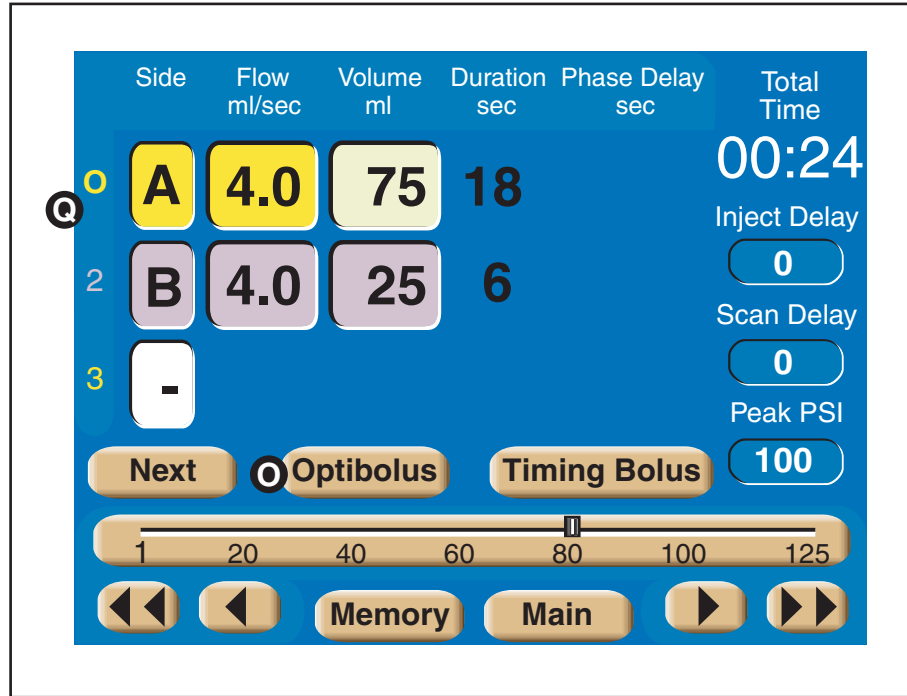 Side Flow Volume Duration Phase Delay Total
ml/sec ml sec sec Time
00:24
O A 4.0 75 18
Q
Inject Delay
0
2 B 4.0 25 6
Scan Delay
0
3 -
Peak PSI
100
Next O Optibolus Timing Bolus
1 20 40 60 80 100 125
Memory Main